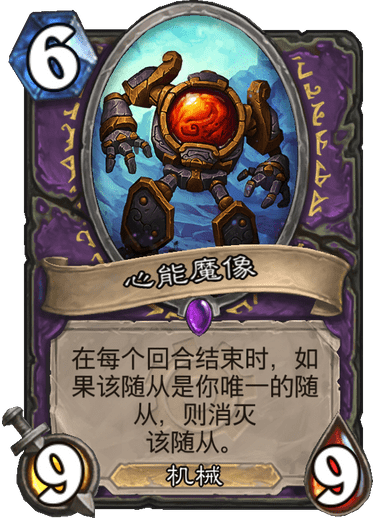 6
心能魔像
在每个回合结束时，如
果该随从是你唯一的随
从，则消灭
该随从。
机械
9
9